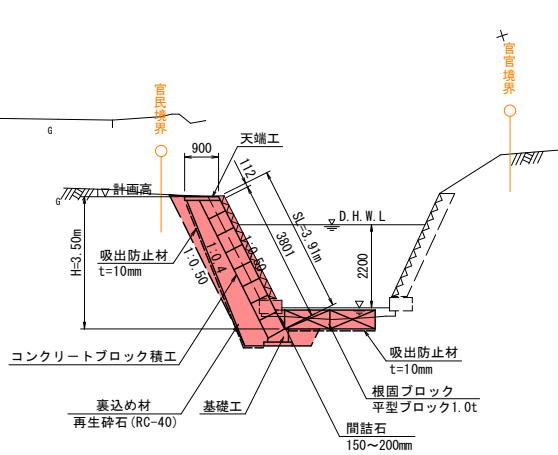 官民境界
官官境界
G
天端工
900
112
計画高
G
D.H.W.L
SL=3.91m
3801
2200
H=3.50m
吸出防止材
t=10mm
1:0.50
1:0.4
1:0.50
コンクリートブロック積工
吸出防止材
t=10mm
裏込め材
再生砕石(RC-40)
基礎工
根固ブロック
平型ブロック1.0t
間詰石
150～200mm